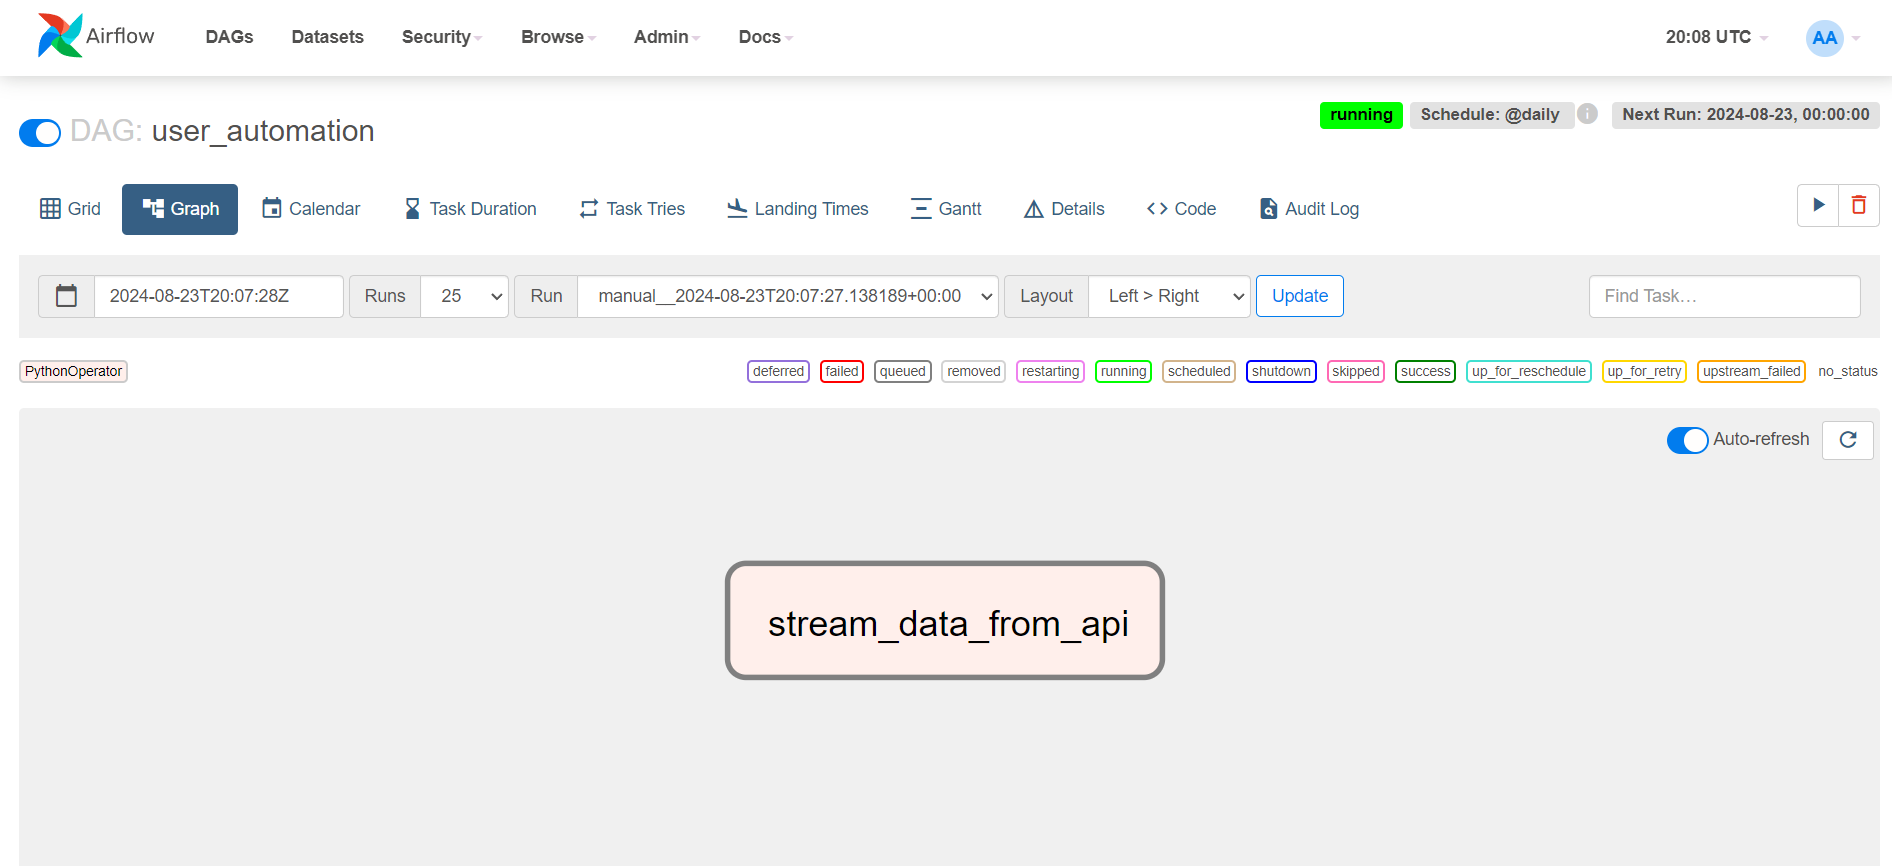 Airflow DAGs Datasets Security Browse Admin Docs 20:08 UTC AA
DAG: user_automation running Schedule: @daily i Next Run: 2024-08-23, 00:00:00
Grid Graph Calendar Task Duration Task Tries Landing Times Gantt Details Code Audit Log
2024-08-23T20:07:28Z Runs 25 Run manual__2024-08-23T20:07:27.138189+00:00 Layout Left > Right Update Find Task...
PythonOperator deferred failed queued removed restarting running scheduled shutdown skipped success up_for_reschedule up_for_retry upstream_failed no_status
Auto-refresh
stream_data_from_api